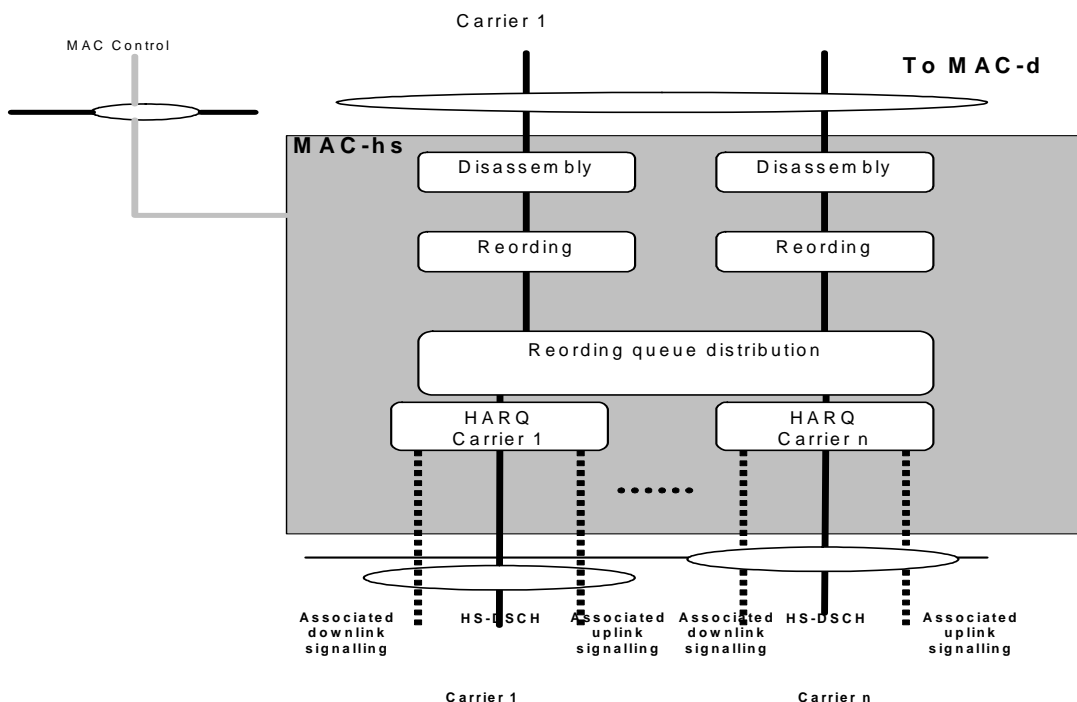 Carrier 1
MAC Control
To MAC-d
MAC-hs
Disassembly
Disassembly
Reording
Reording
Reording queue distribution
HARQ
Carrier 1
HARQ
Carrier n
Associated
downlink
signalling
HS-DSCH
Associated
uplink
signalling
Associated
downlink
signalling
HS-DSCH
Associated
uplink
signalling
Carrier 1
Carrier n